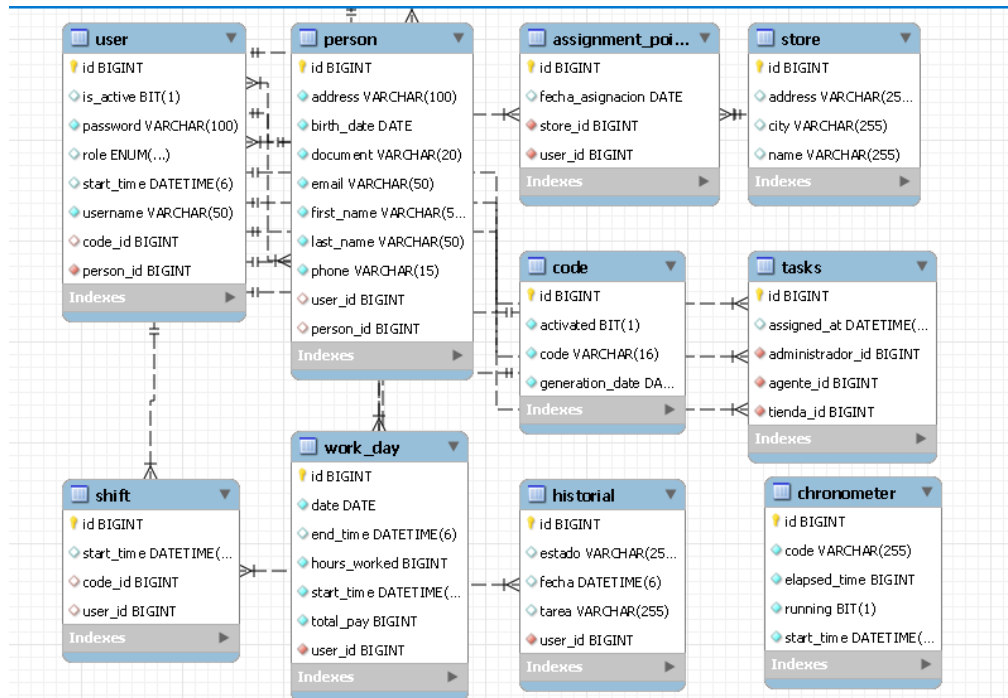 user
id BIGINT
is_active BIT(1)
password VARCHAR(100)
role ENUM(...)
start_time DATETIME(6)
username VARCHAR(50)
code_id BIGINT
person_id BIGINT
Indexes
person
id BIGINT
address VARCHAR(100)
birth_date DATE
document VARCHAR(20)
email VARCHAR(50)
first_name VARCHAR(5...
last_name VARCHAR(50)
phone VARCHAR(15)
user_id BIGINT
person_id BIGINT
Indexes
assignment_poi...
id BIGINT
fecha_asignacion DATE
store_id BIGINT
user_id BIGINT
Indexes
store
id BIGINT
address VARCHAR(25...
city VARCHAR(255)
name VARCHAR(255)
Indexes
code
id BIGINT
activated BIT(1)
code VARCHAR(16)
generation_date DA...
Indexes
tasks
id BIGINT
assigned_at DATETIME(...
administrador_id BIGINT
agente_id BIGINT
tienda_id BIGINT
Indexes
shift
id BIGINT
start_time DATETIME(...
code_id BIGINT
user_id BIGINT
Indexes
work_day
id BIGINT
date DATE
end_time DATETIME(6)
hours_worked BIGINT
start_time DATETIME(...
total_pay BIGINT
user_id BIGINT
Indexes
historial
id BIGINT
estado VARCHAR(25...
fecha DATETIME(6)
tarea VARCHAR(255)
user_id BIGINT
Indexes
chronometer
id BIGINT
code VARCHAR(255)
elapsed_time BIGINT
running BIT(1)
start_time DATETIME(...
Indexes